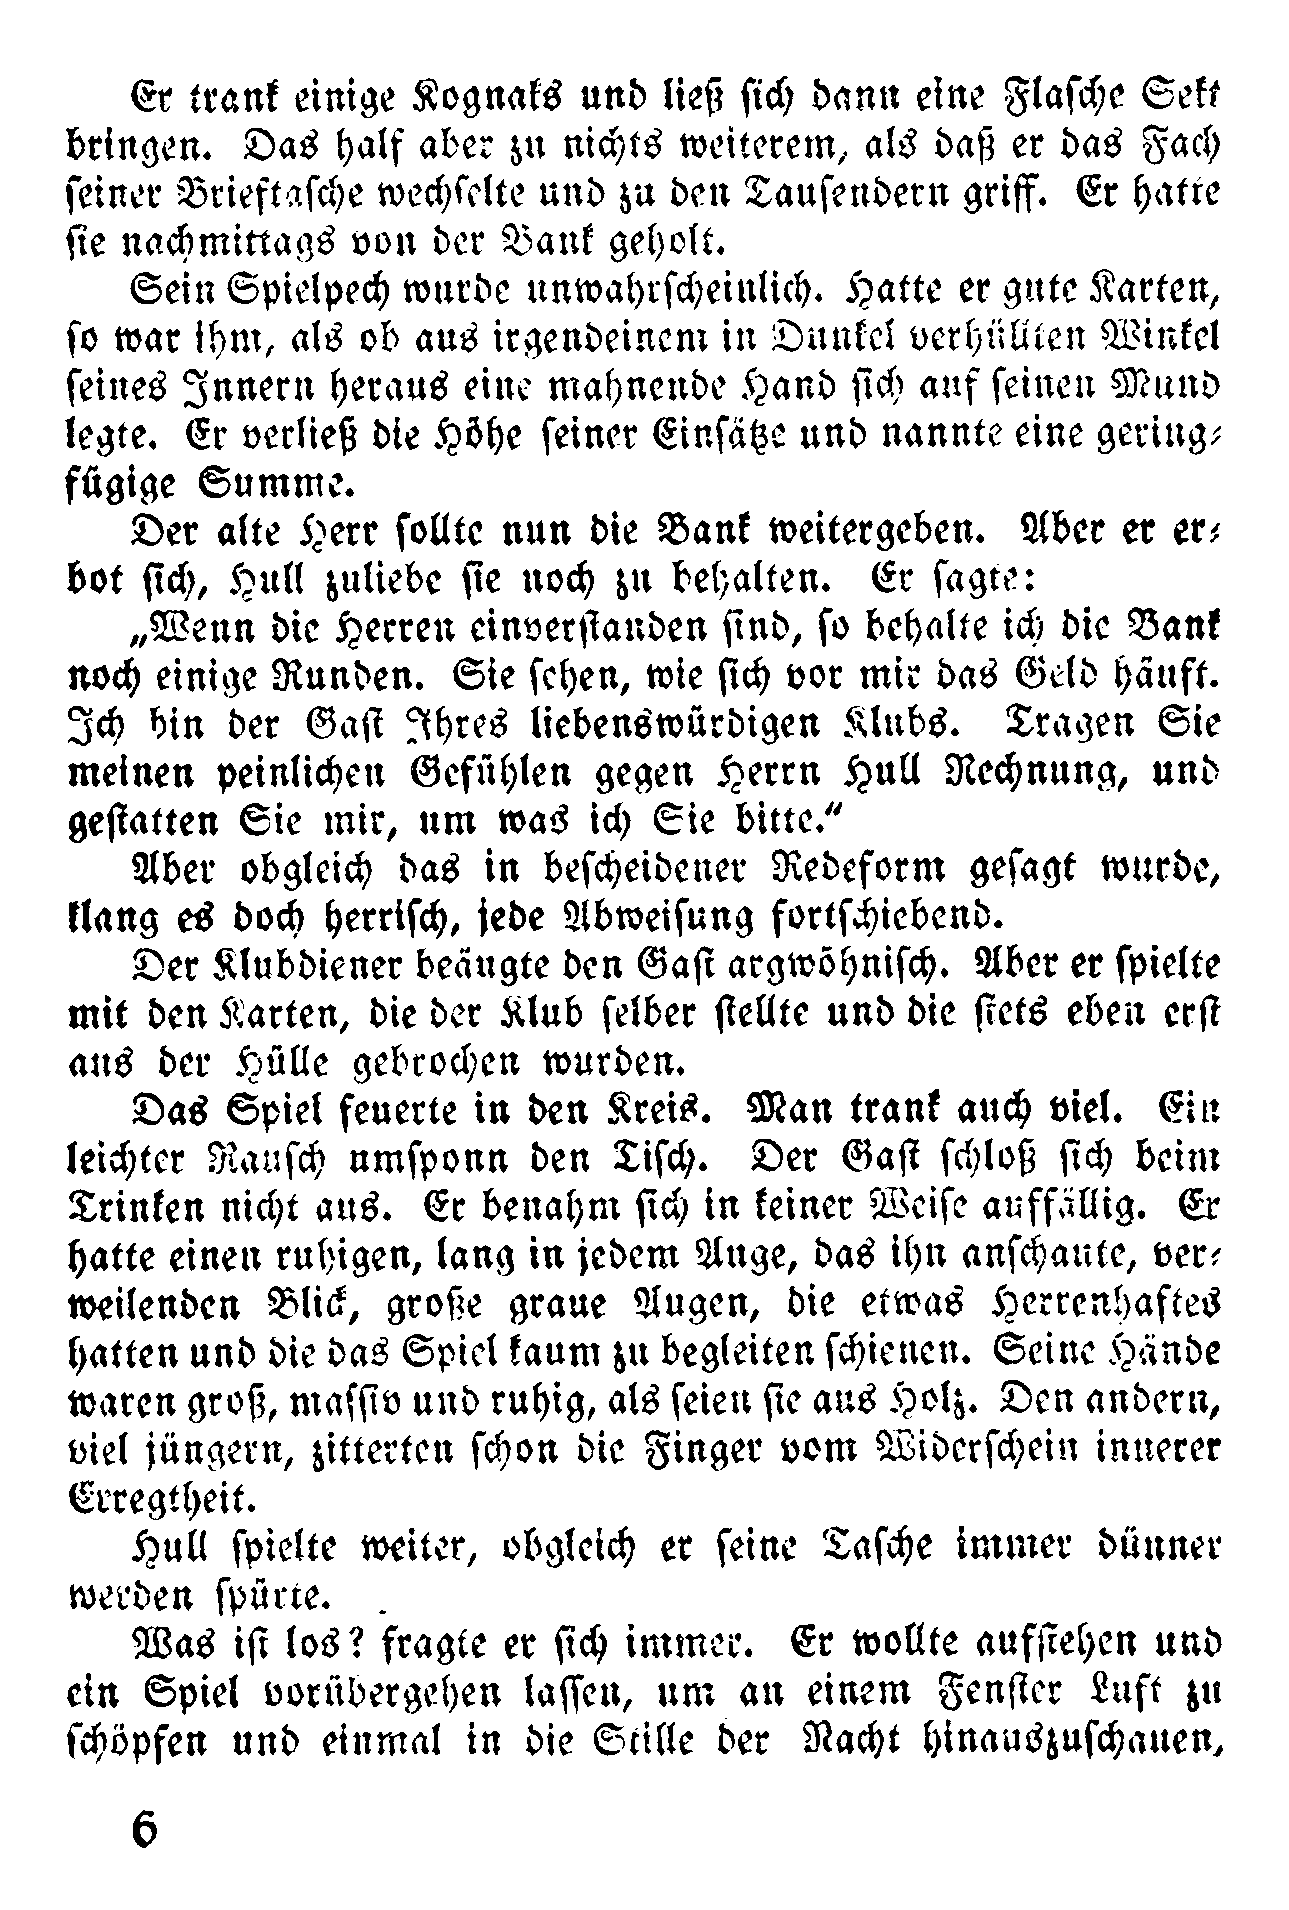 Er trank einige Kognaks und ließ sich dann eine Flasche Sekt
bringen. Das half aber zu nichts weiterem, als daß er das Fach
seiner Brieftasche wechselte und zu den Tausendern griff. Er hatte
sie nachmittags von der Bank geholt.
Sein Spielpech wurde unwahrscheinlich. Hatte er gute Karten,
so war ihm, als ob aus irgendeinem in Dunkel verhüllten Winkel
seines Innern heraus eine mahnende Hand sich auf seinen Mund
legte. Er verließ die Höhe seiner Einsätze und nannte eine gering-
fügige Summe.
Der alte Herr sollte nun die Bank weitergeben. Aber er er-
bot sich, Hull zuliebe sie noch zu behalten. Er sagte:
„Wenn die Herren einverstanden sind, so behalte ich die Bank
noch einige Runden. Sie sehen, wie sich vor mir das Geld häuft.
Ich bin der Gast Ihres liebenswürdigen Klubs. Tragen Sie
meinen peinlichen Gefühlen gegen Herrn Hull Rechnung, und
gestatten Sie mir, um was ich Sie bitte.“
Aber obgleich das in bescheidener Redeform gesagt wurde,
klang es doch herrisch, jede Abweisung fortschiebend.
Der Klubdiener beäugte den Gast argwöhnisch. Aber er spielte
mit den Karten, die der Klub selber stellte und die stets eben erst
aus der Hülle gebrochen wurden.
Das Spiel feuerte in den Kreis. Man trank auch viel. Ein
leichter Rausch umsponn den Tisch. Der Gast schloß sich beim
Trinken nicht aus. Er benahm sich in keiner Weise auffällig. Er
hatte einen ruhigen, lang in jedem Auge, das ihn anschaute, ver-
weilenden Blick, große graue Augen, die etwas Herrenhaftes
hatten und die das Spiel kaum zu begleiten schienen. Seine Hände
waren groß, massiv und ruhig, als seien sie aus Holz. Den andern,
viel jüngern, zitterten schon die Finger vom Widerschein innerer
Erregtheit.
Hull spielte weiter, obgleich er seine Tasche immer dünner
werden spürte.
Was ist los? fragte er sich immer. Er wollte aufstehen und
ein Spiel vorübergehen lassen, um an einem Fenster Luft zu
schöpfen und einmal in die Stille der Nacht hinauszuschauen,
6